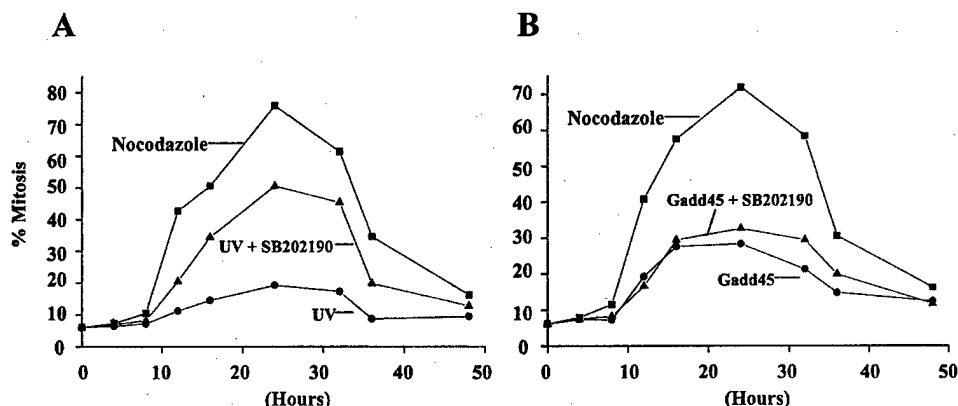 A
80
70
60
50
40
30
20
10
0
% Mitosis
Nocodazole
UV + SB202190
UV
0 10 20 30 40 50
(Hours)
B
70
60
50
40
30
20
10
0
Nocodazole
Gadd45 + SB202190
Gadd45
0 10 20 30 40 50
(Hours)